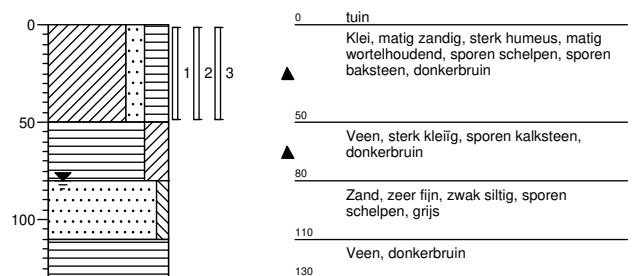 0
50
100
1 2 3
0 tuin
Klei, matig zandig, sterk humeus, matig
wortelhoudend, sporen schelpen, sporen
baksteen, donkerbruin
50
Veen, sterk kleiïg, sporen kalksteen,
donkerbruin
80
Zand, zeer fijn, zwak siltig, sporen
schelpen, grijs
110
Veen, donkerbruin
130